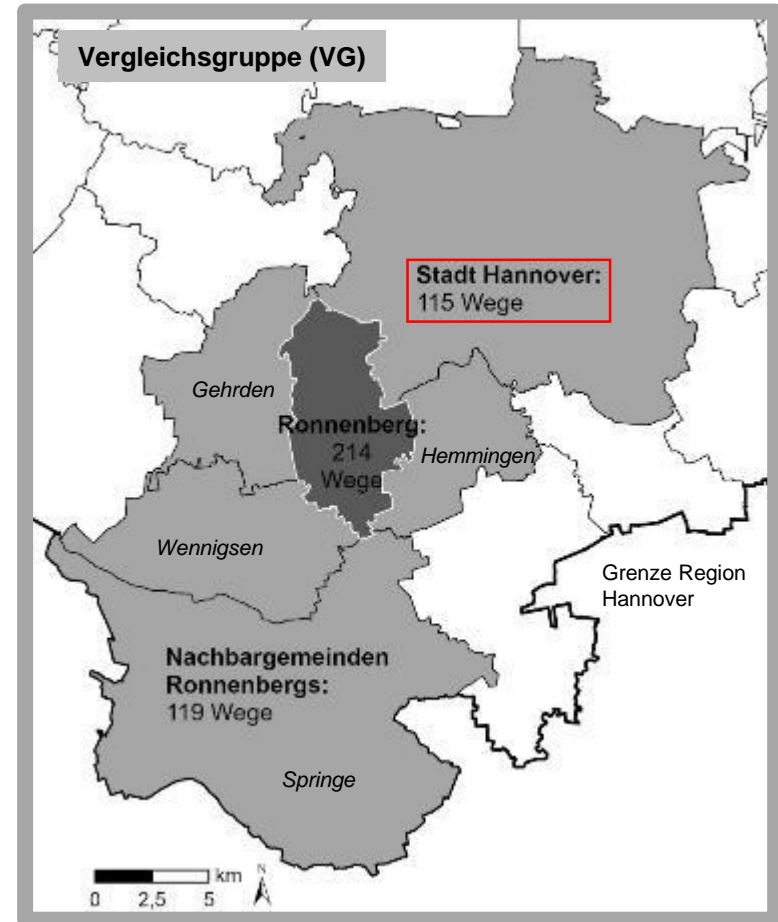 Vergleichsgruppe (VG)
Stadt Hannover:
115 Wege
Gehrden
Ronnenberg:
214
Wege
Hemmingen
Wennigsen
Grenze Region
Hannover
Nachbargemeinden
Ronnenbergs:
119 Wege
Springe
km
N
0 2,5 5